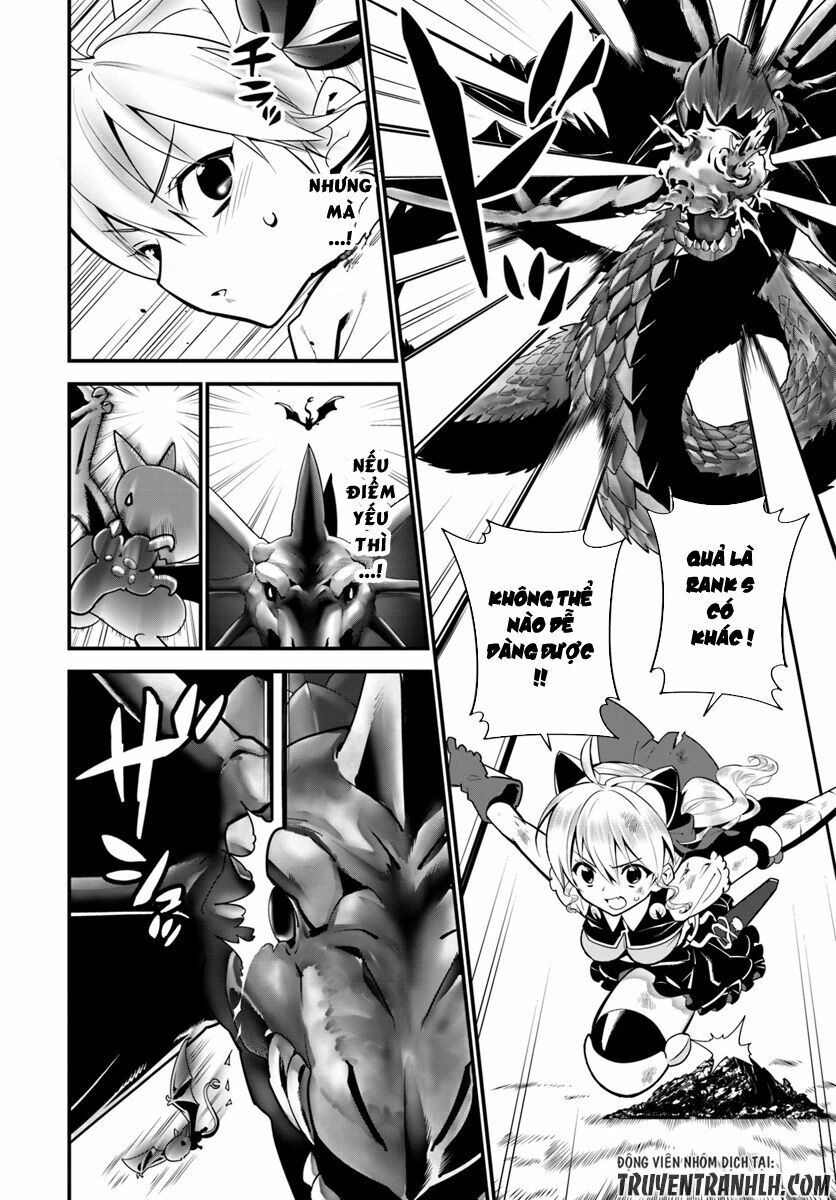 QUẢ LÀ
RANK S
CÓ
KHÁC !
KHÔNG THỂ
NÀO DỄ
DÀNG ĐƯỢC
!!
チラッ
NHƯNG
MÀ
...!
NẾU
ĐIỂM
YẾU
THÌ
...!
ĐỘNG VIÊN NHÓM DỊCH TẠI:
TRUYENTRANHLH.COM